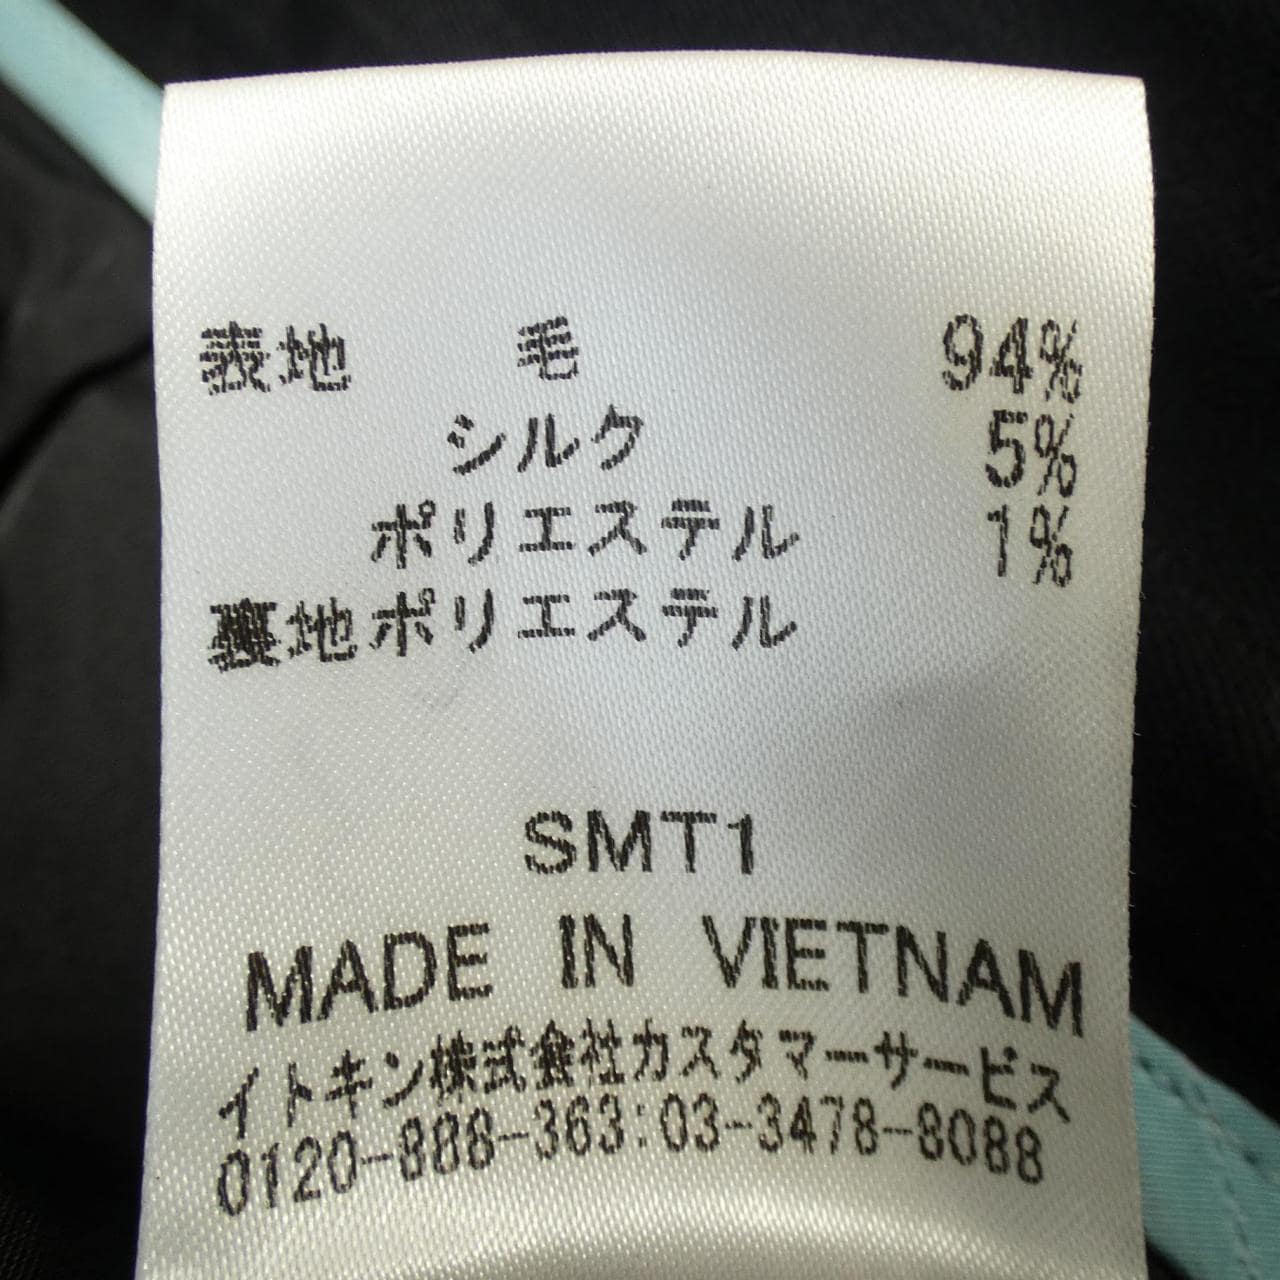 表地 毛 94%
シルク 5%
ポリエステル 1%
裏地ポリエステル
SMT1
MADE IN VIETNAM
イトキン株式会社カスタマーサービス
0120-888-363:03-3478-8088